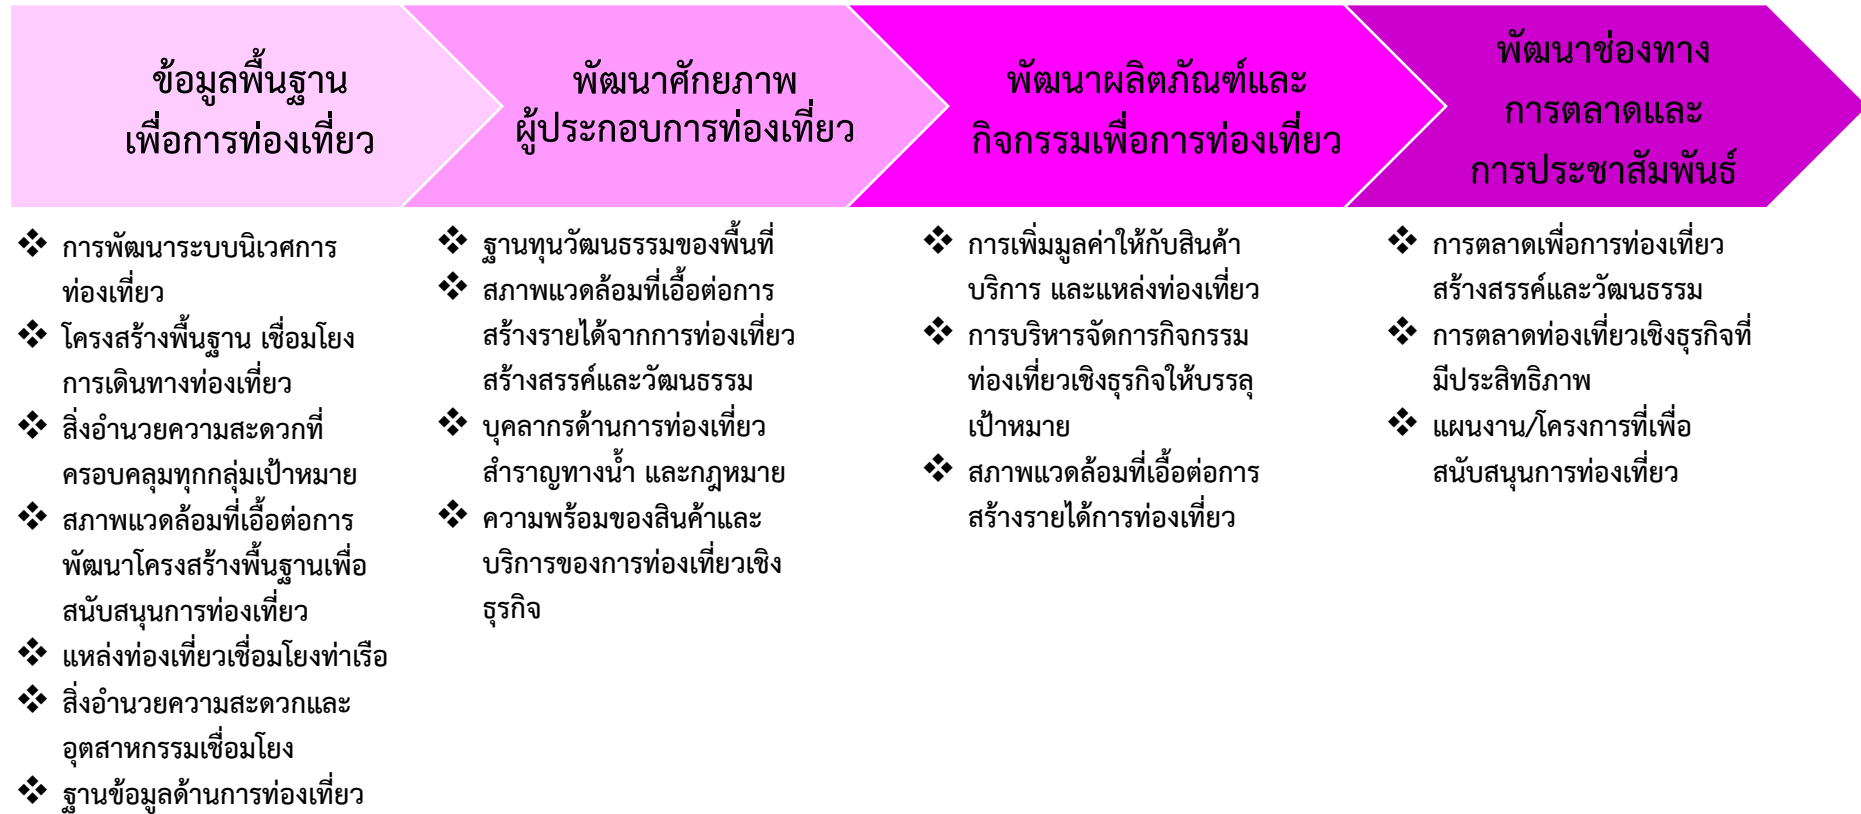 ข้อมูลพื้นฐาน
เพื่อการท่องเที่ยว
พัฒนาศักยภาพ
ผู้ประกอบการท่องเที่ยว
พัฒนาผลิตภัณฑ์และ
กิจกรรมเพื่อการท่องเที่ยว
พัฒนาช่องทาง
การตลาดและ
การประชาสัมพันธ์
❖ การพัฒนาระบบนิเวศการ
ท่องเที่ยว
❖ โครงสร้างพื้นฐาน เชื่อมโยง
การเดินทางท่องเที่ยว
❖ สิ่งอำนวยความสะดวกที่
ครอบคลุมทุกกลุ่มเป้าหมาย
❖ สภาพแวดล้อมที่เอื้อต่อการ
พัฒนาโครงสร้างพื้นฐานเพื่อ
สนับสนุนการท่องเที่ยว
❖ แหล่งท่องเที่ยวเชื่อมโยงท่าเรือ
❖ สิ่งอำนวยความสะดวกและ
อุตสาหกรรมเชื่อมโยง
❖ ฐานข้อมูลด้านการท่องเที่ยว
❖ ฐานทุนวัฒนธรรมของพื้นที่
❖ สภาพแวดล้อมที่เอื้อต่อการ
สร้างรายได้จากการท่องเที่ยว
สร้างสรรค์และวัฒนธรรม
❖ บุคลากรด้านการท่องเที่ยว
สำราญทางน้ำ และกฎหมาย
❖ ความพร้อมของสินค้าและ
บริการของการท่องเที่ยวเชิง
ธุรกิจ
❖ การเพิ่มมูลค่าให้กับสินค้า
บริการ และแหล่งท่องเที่ยว
❖ การบริหารจัดการกิจกรรม
ท่องเที่ยวเชิงธุรกิจให้บรรลุ
เป้าหมาย
❖ สภาพแวดล้อมที่เอื้อต่อการ
สร้างรายได้การท่องเที่ยว
❖ การตลาดเพื่อการท่องเที่ยว
สร้างสรรค์และวัฒนธรรม
❖ การตลาดท่องเที่ยวเชิงธุรกิจที่
มีประสิทธิภาพ
❖ แผนงาน/โครงการที่เพื่อ
สนับสนุนการท่องเที่ยว